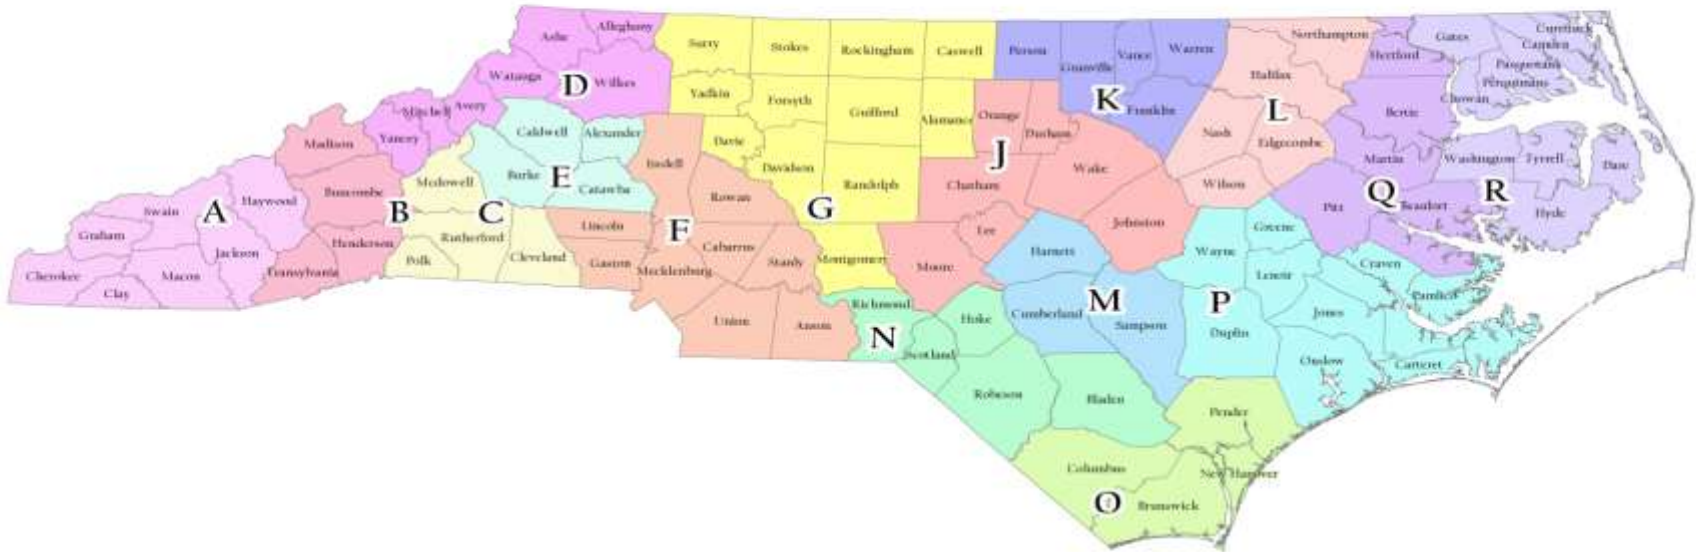 Ashe
Alleghany
Surry
Stokes
Rockingham
Caswell
Person
Granville
Vance
Warren
Northampton
Hertford
Gates
Currituck
Camden
Pasquotank
Perquimans
Chowan
Watauga
Wilkes
D
Yadkin
Forsyth
Guilford
Alamance
Orange
Durham
K
Franklin
Halifax
L
Bertie
Mitchell
Avery
Yancey
Caldwell
Alexander
Madison
Iredell
Davie
Davidson
Randolph
J
Wake
Chatham
Nash
Edgecombe
Martin
Washington
Tyrrell
Dare
Mcdowell
Burke
E
Catawba
Buncombe
Haywood
Swain
A
B
C
Rowan
G
Wilson
Johnston
Pitt
Q
Beaufort
R
Hyde
Graham
Jackson
Henderson
Rutherford
Lincoln
F
Cabarrus
Lee
Greene
Cherokee
Macon
Clay
Transylvania
Polk
Cleveland
Gaston
Mecklenburg
Stanly
Montgomery
Moore
Harnett
Wayne
Lenoir
Craven
Pamlico
Union
Anson
Richmond
N
Hoke
Scotland
Cumberland
M
Sampson
P
Duplin
Jones
Onslow
Carteret
Robeson
Bladen
Pender
Columbus
New Hanover
O
Brunswick